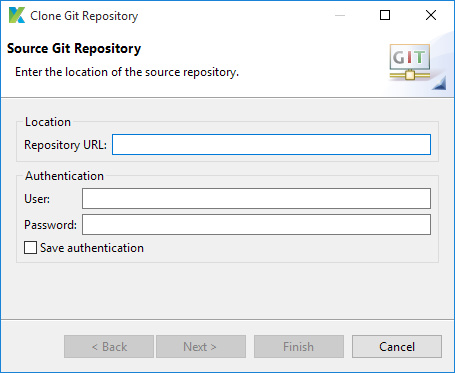 Clone Git Repository
Source Git Repository
Enter the location of the source repository.
GIT
Location
Repository URL:
Authentication
User:
Password:
Save authentication
< Back
Next >
Finish
Cancel